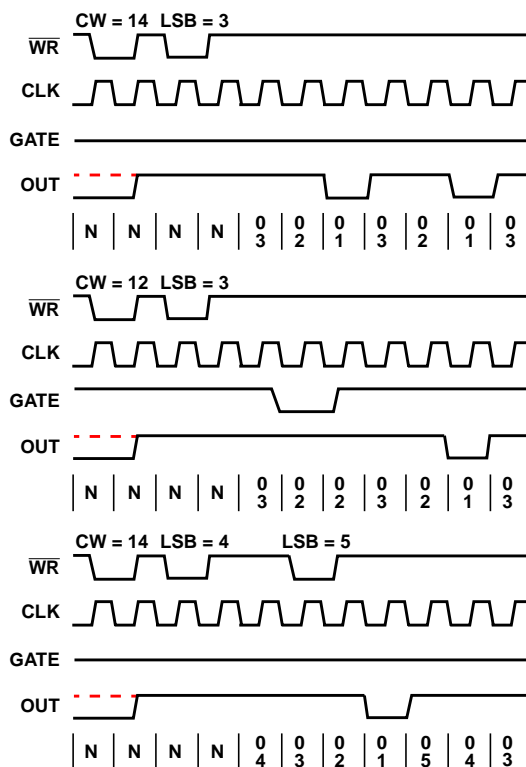 CW = 14 LSB = 3
WR
CLK
GATE
OUT
N N N N 0 0 0 0 0 0 0
3 2 1 3 2 1 3
CW = 12 LSB = 3
WR
CLK
GATE
OUT
N N N N 0 0 0 0 0 0 0
3 2 2 3 2 1 3
CW = 14 LSB = 4 LSB = 5
WR
CLK
GATE
OUT
N N N N 0 0 0 0 0 0 0
4 3 2 1 5 4 3